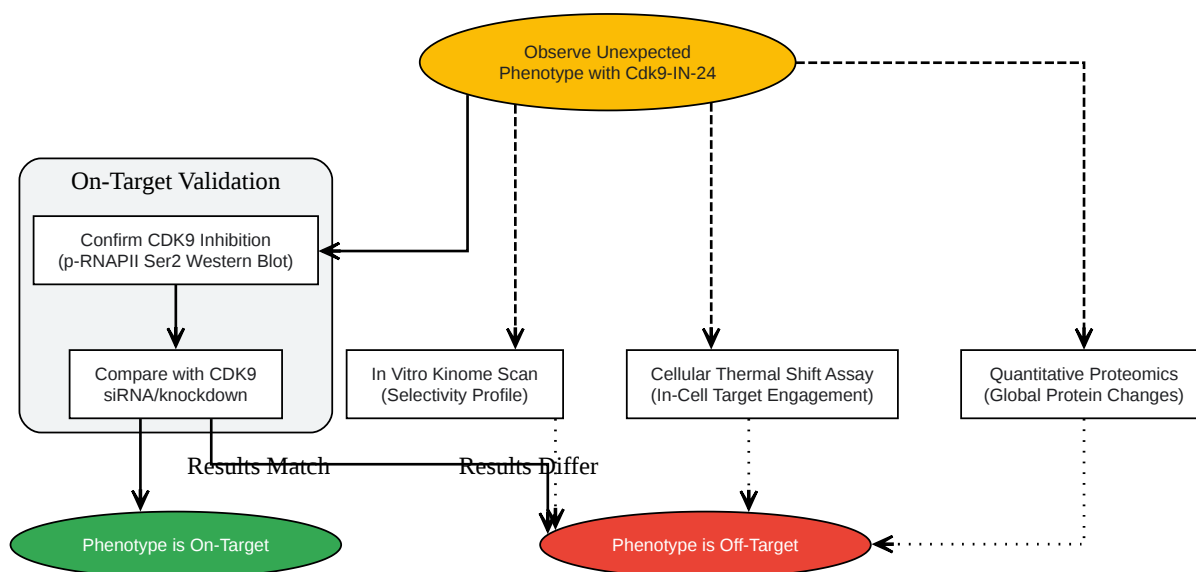 Observe Unexpected
Phenotype with Cdk9-IN-24
On-Target Validation
Confirm CDK9 Inhibition
(p-RNAPII Ser2 Western Blot)
Compare with CDK9
siRNA/knockdown
In Vitro Kinome Scan
(Selectivity Profile)
Cellular Thermal Shift Assay
(In-Cell Target Engagement)
Quantitative Proteomics
(Global Protein Changes)
Results Match
Results Differ
Phenotype is On-Target
Phenotype is Off-Target